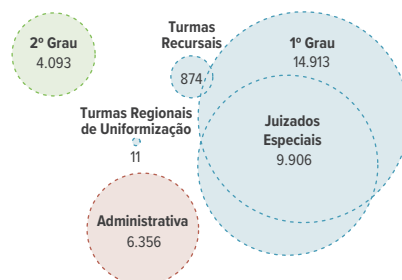 2º Grau
4.093
Turmas
Recursais
874
1º Grau
14.913
Turmas Regionais
de Uniformização
11
Juizados
Especiais
9.906
Administrativa
6.356